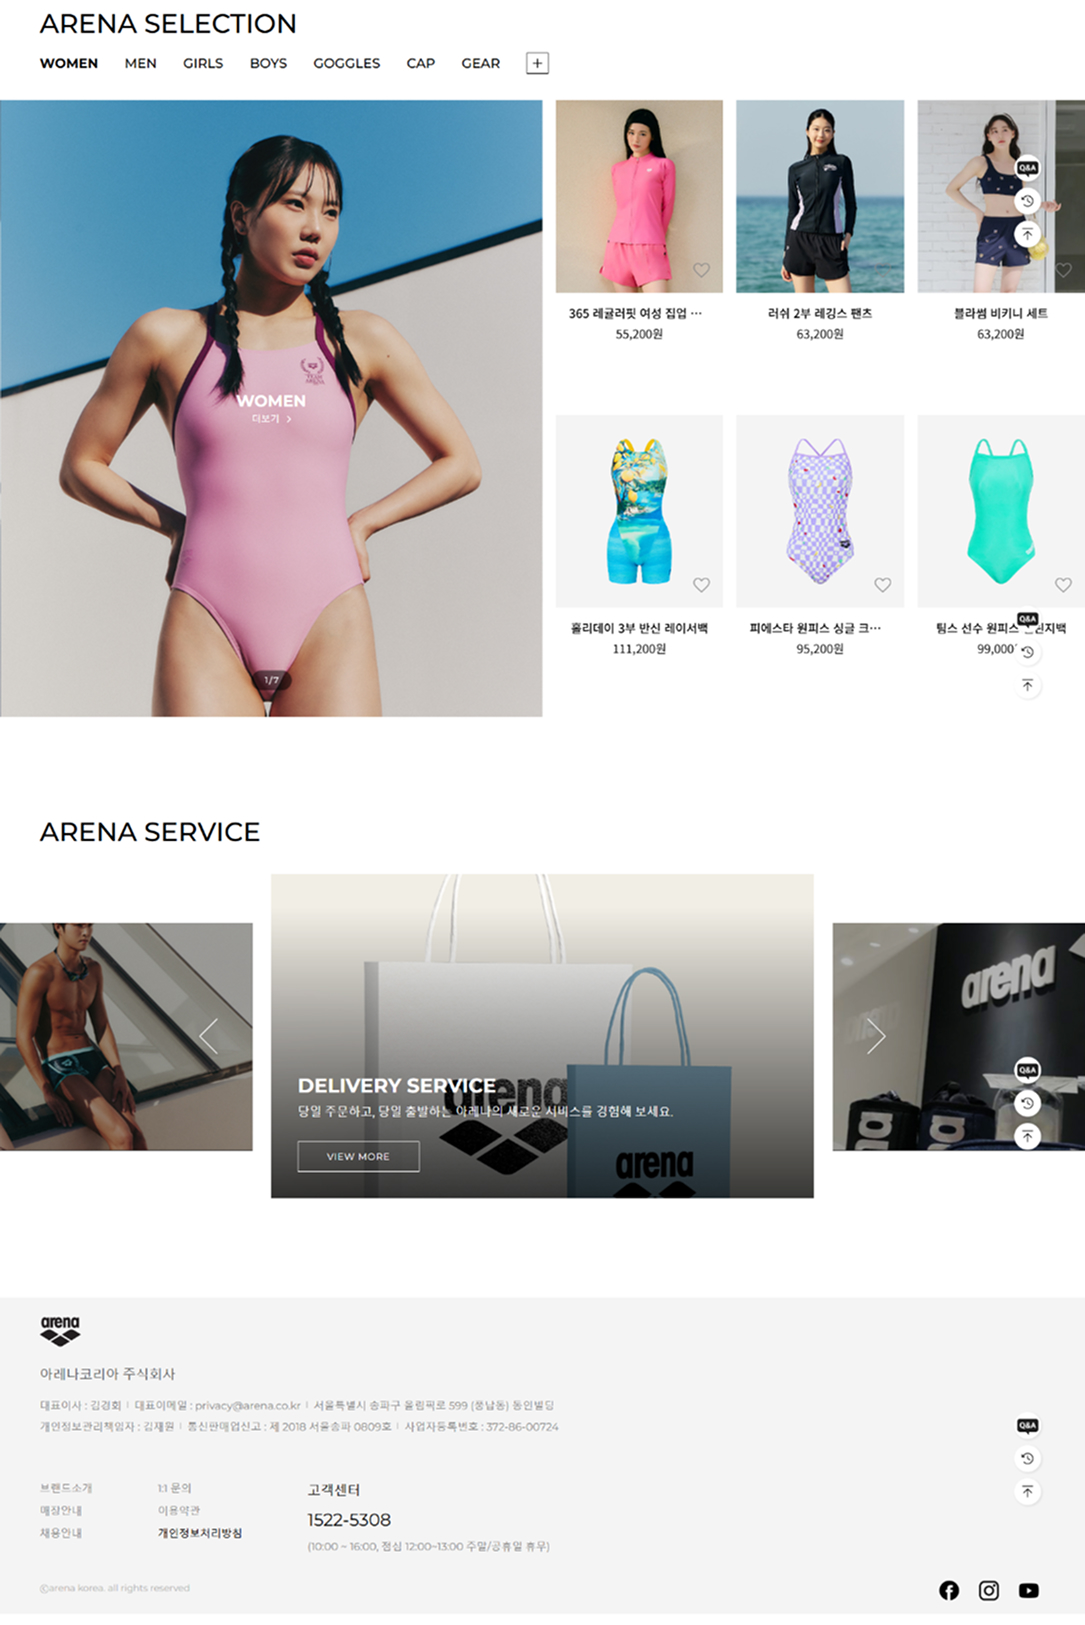 ARENA SELECTION
WOMEN MEN GIRLS BOYS GOGGLES CAP GEAR +
WOMEN
더보기 >
1/7
Q&A
365 레귤러핏 여성 집업 ...
55,200원
러쉬 2부 레깅스 팬츠
63,200원
블라썸 비키니 세트
63,200원
홀리데이 3부 반신 레이서백
111,200원
피에스타 원피스 싱글 크...
95,200원
팀스 선수 원피스
99,000
Q&A
ARENA SERVICE
DELIVERY SERVICE
당일 주문하고, 당일 출발하는 아레나의 새로운 서비스를 경험해 보세요.
VIEW MORE
arena
arena
arena
Q&A
arena
아레나코리아 주식회사
대표이사 : 김경회 | 대표이메일 : privacy@arena.co.kr | 서울특별시 송파구 올림픽로 599 (풍납동) 동인빌딩
개인정보관리책임자 : 김재원 | 통신판매업신고 : 제 2018 서울송파 0809호 | 사업자등록번호 : 372-86-00724
Q&A
브랜드소개 1:1 문의 고객센터
매장안내 이용약관 1522-5308
채용안내 개인정보처리방침
(10:00 ~ 16:00, 점심 12:00~13:00 주말/공휴일 휴무)
©arena korea. all rights reserved